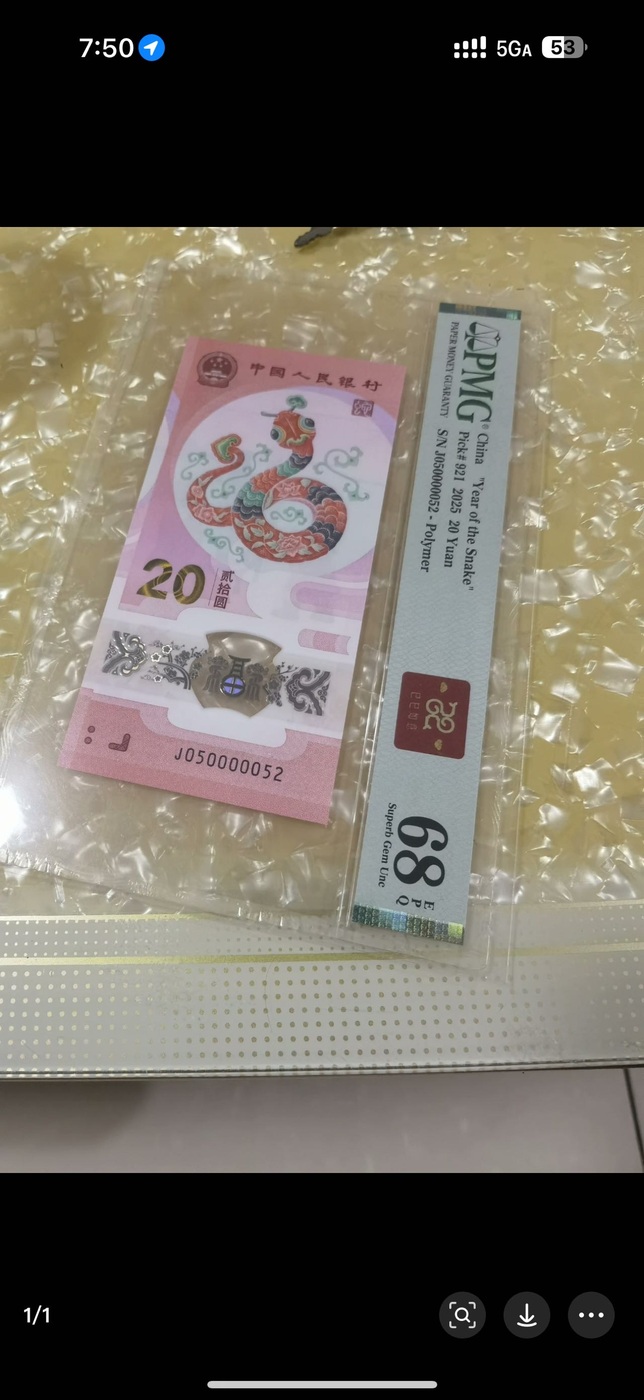 7:50
5GA 53
中国人民银行
20
贰拾圆
J050000052
PMG®
PAPER MONEY GUARANTY
China "Year of the Snake"
Pick# 921 2025 20 Yuan
S/N J050000052 - Polymer
68
EPQ
Superb Gem Unc
1/1